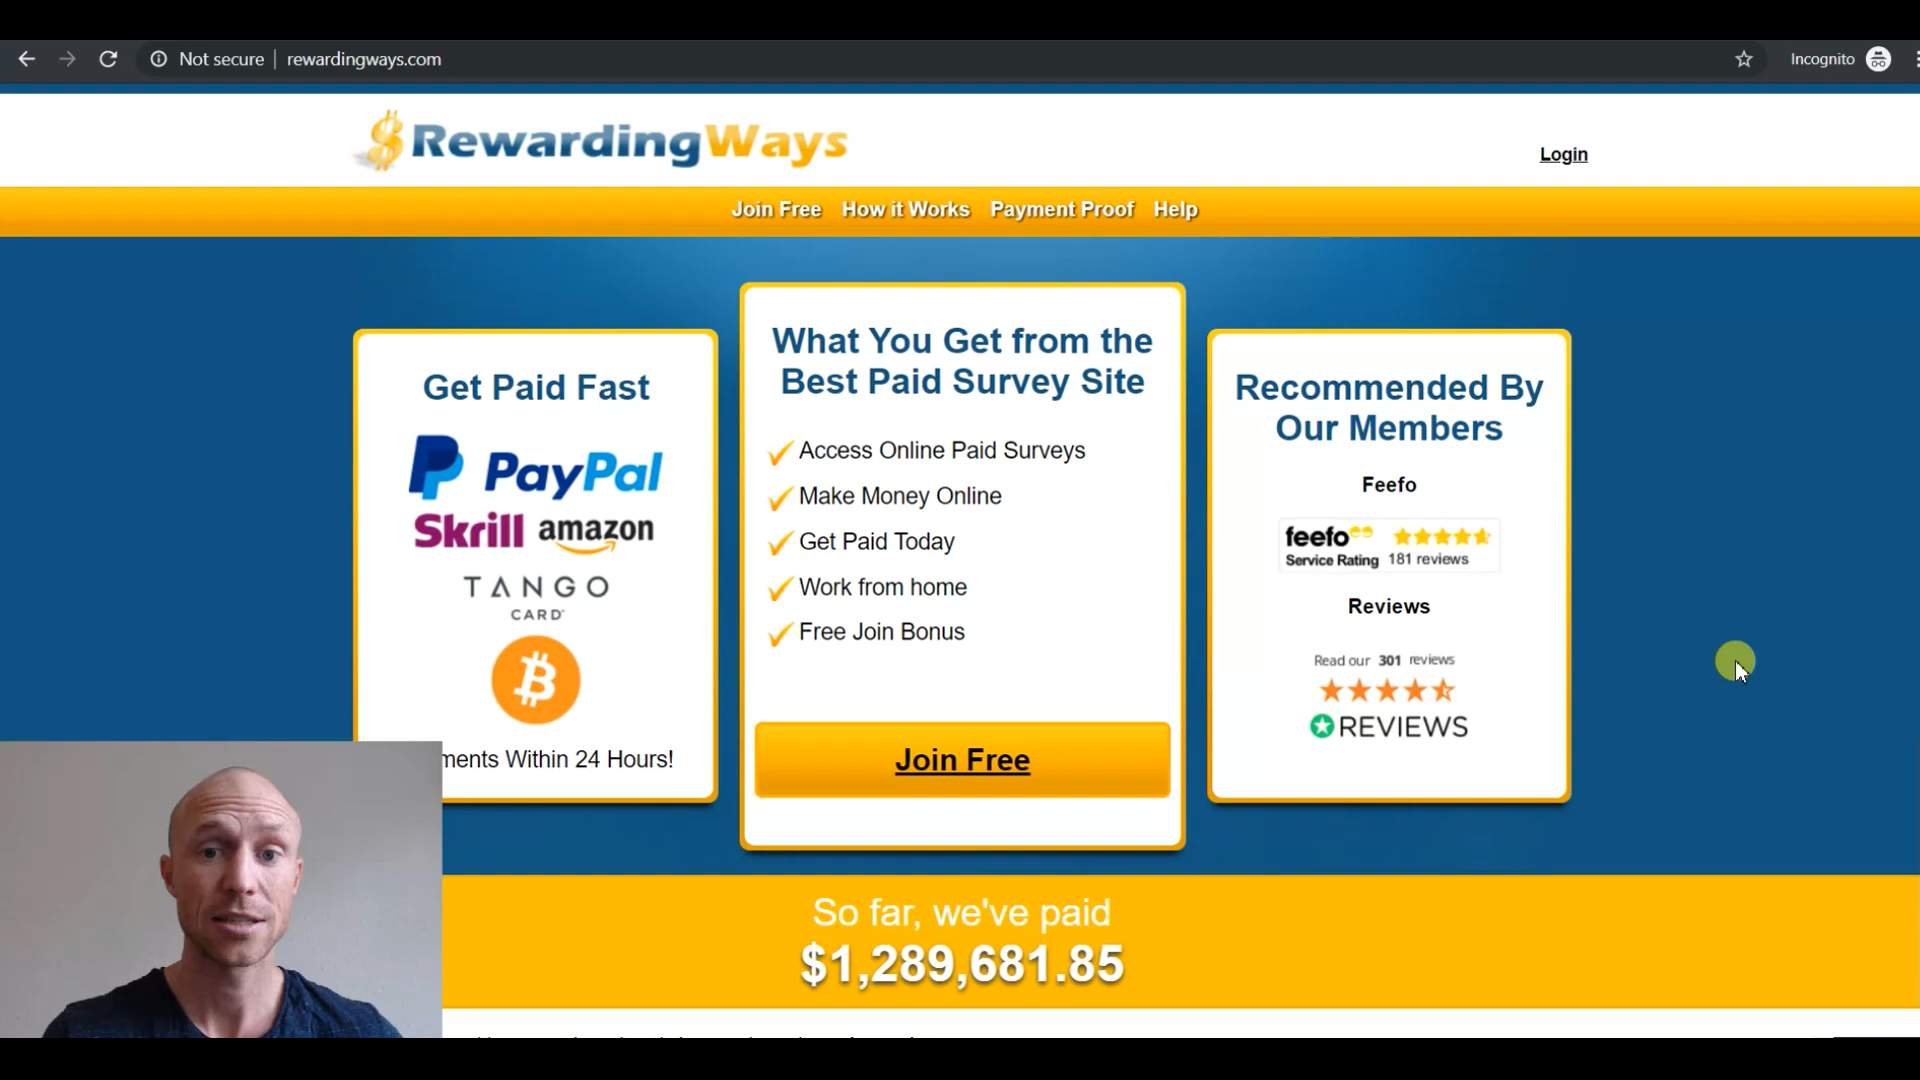 Not secure
rewardingways.com
Incognito
RewardingWays
Login
Join Free
How it Works
Payment Proof
Help
Get Paid Fast
PayPal
Skrill amazon
TANGO
CARD
Within 24 Hours!
What You Get from the
Best Paid Survey Site
Access Online Paid Surveys
Make Money Online
Get Paid Today
Work from home
Free Join Bonus
Join Free
Recommended By
Our Members
Feefo
feefo
Service Rating 181 reviews
Reviews
Read our 301 reviews
REVIEWS
So far, we've paid
$1,289,681.85